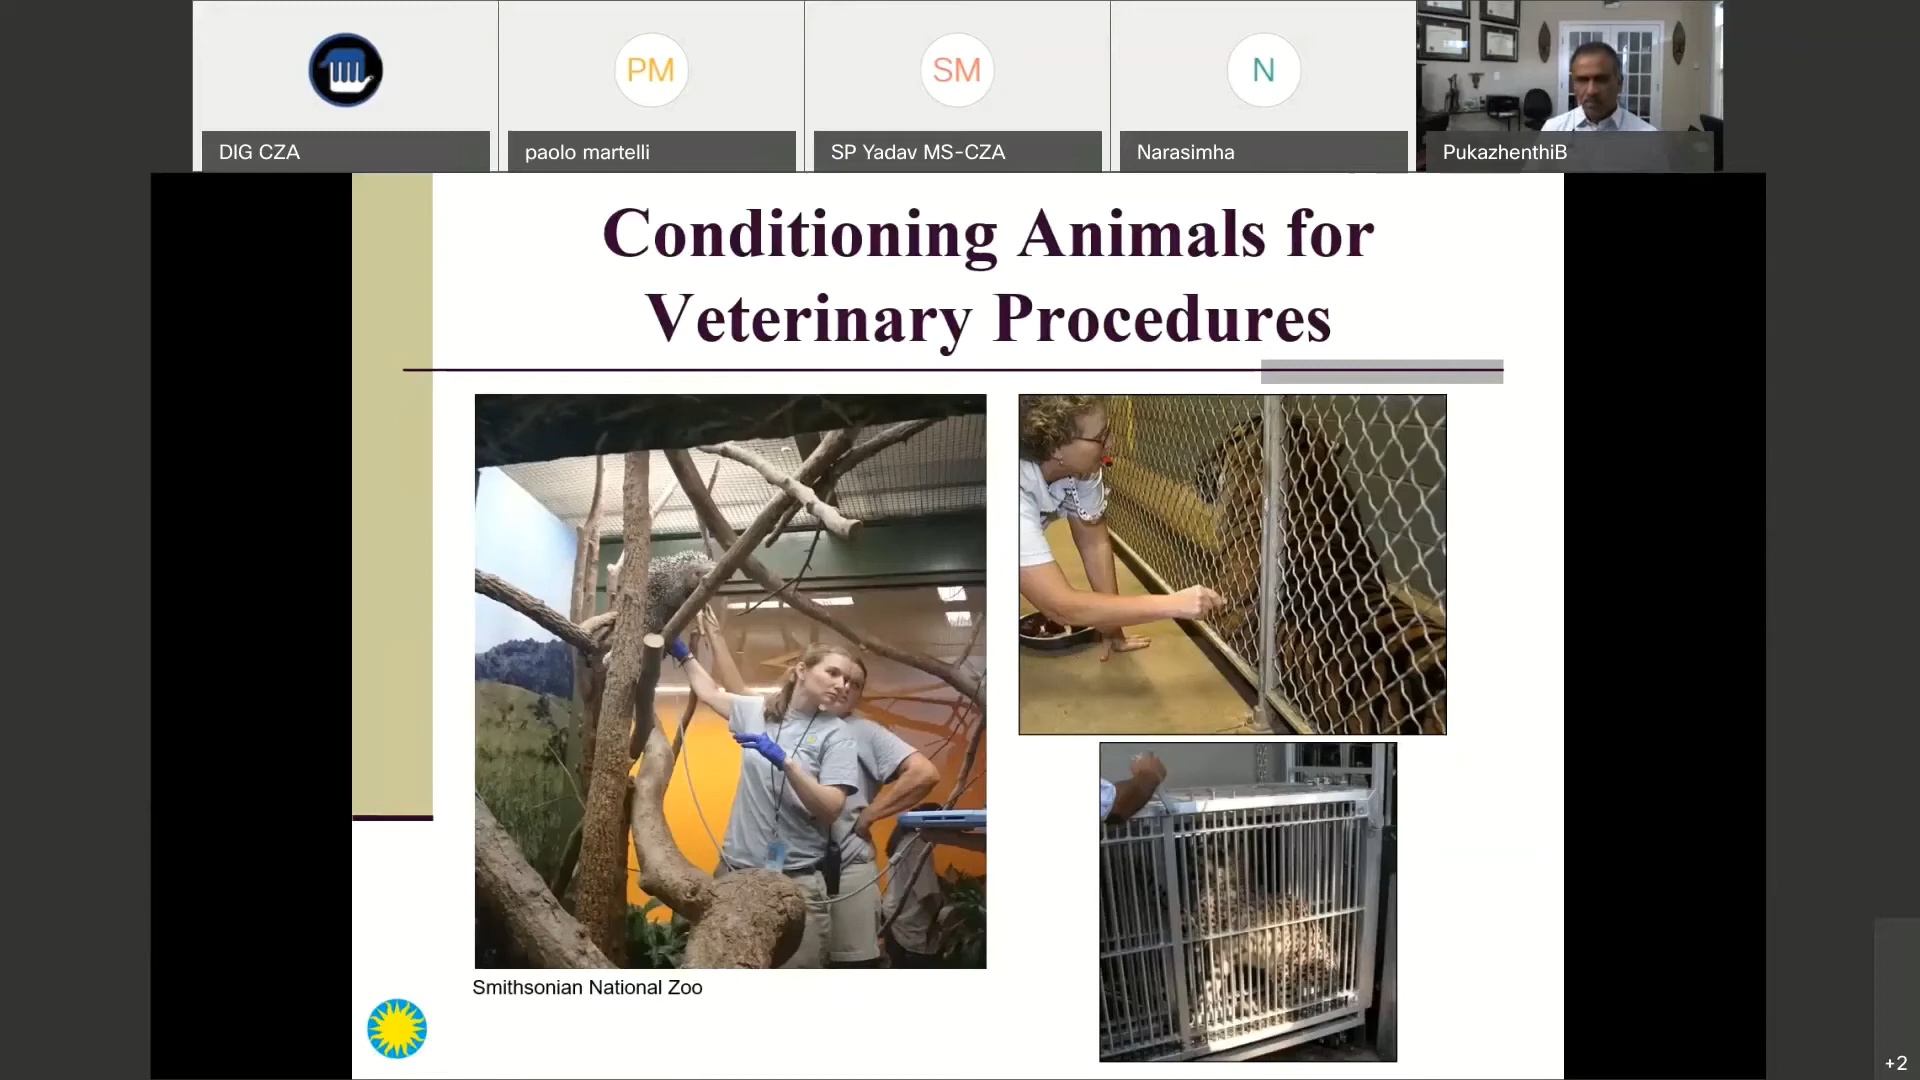 PM
SM
N
DIG CZA
paolo martelli
SP Yadav MS-CZA
Narasimha
PukazhenthiB
Conditioning Animals for
Veterinary Procedures
Smithsonian National Zoo
+2